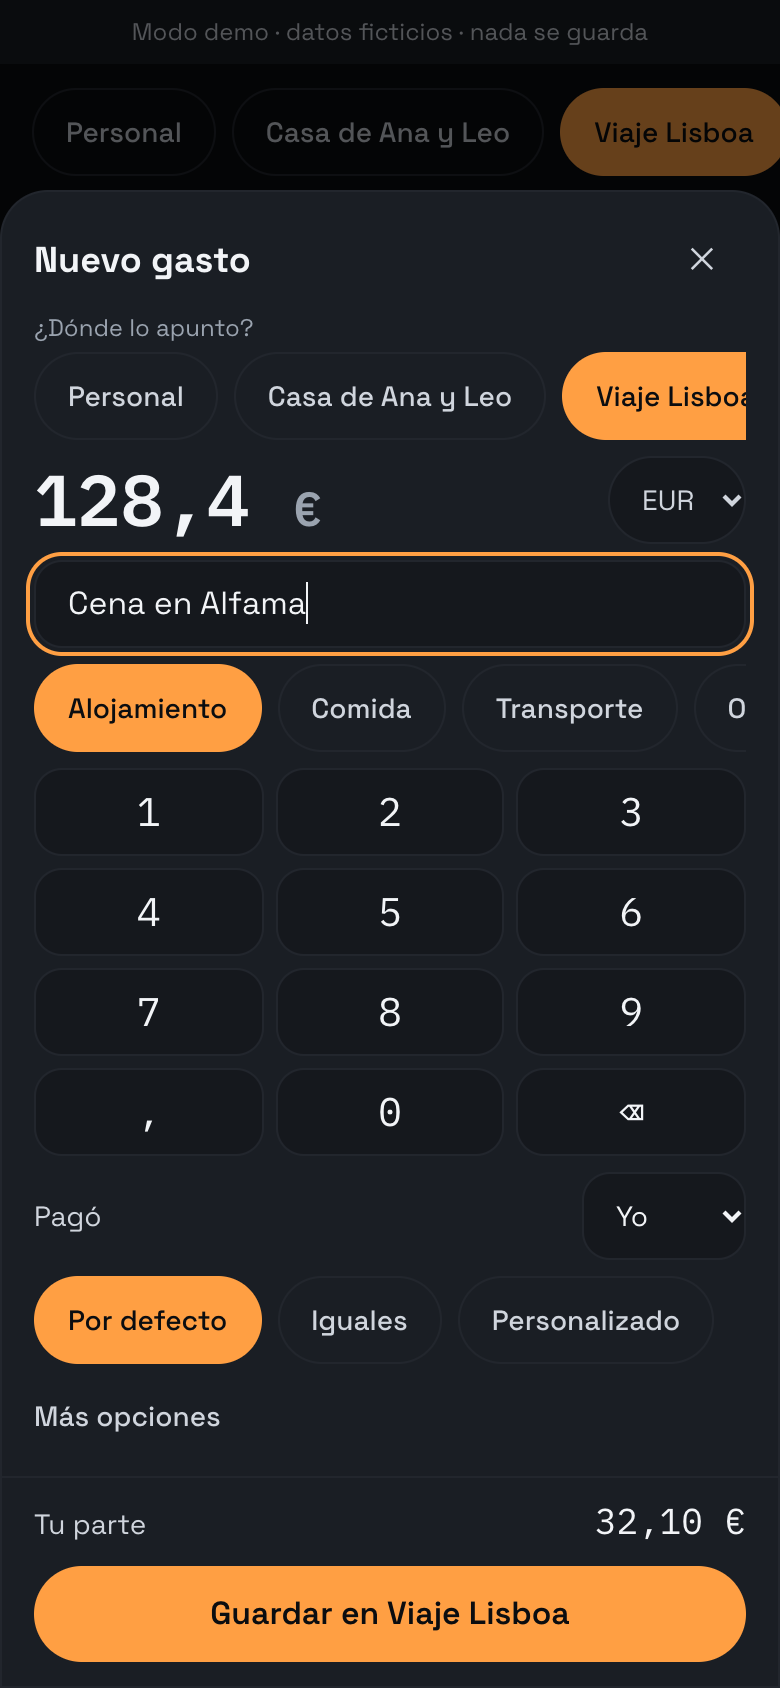 Modo demo · datos ficticios · nada se guarda
Personal Casa de Ana y Leo Viaje Lisboa
Nuevo gasto
¿Dónde lo apunto?
Personal Casa de Ana y Leo Viaje Lisboa
128,4 € EUR
Cena en Alfama
Alojamiento Comida Transporte O
1 2 3
4 5 6
7 8 9
, 0 ⌫
Pagó Yo
Por defecto Iguales Personalizado
Más opciones
Tu parte 32,10 €
Guardar en Viaje Lisboa